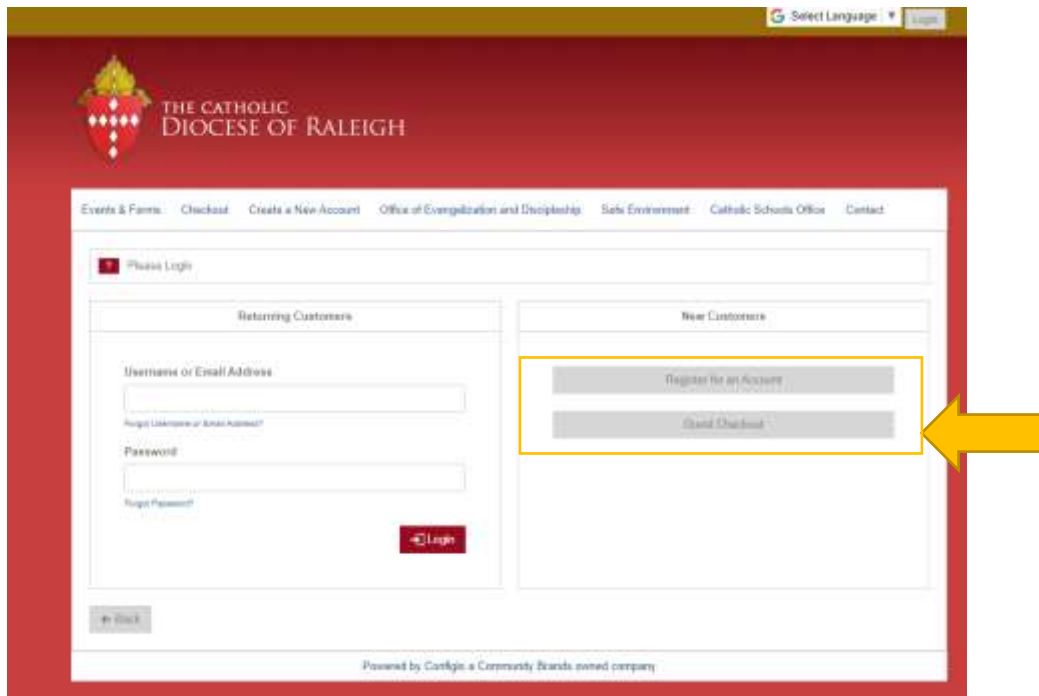 Select Language ▼ Login
THE CATHOLIC
DIOCESE OF RALEIGH
Events & Forms Checkout Create a New Account Office of Evangelization and Discipleship Safe Environment Catholic Schools Office Contact
? Please Login
Returning Customers
Username or Email Address
Forgot Username or Email Address?
Password
Forgot Password?
Login
New Customers
Register for an Account
Guest Checkout
Back
Powered by Configio a Community Brands owned company